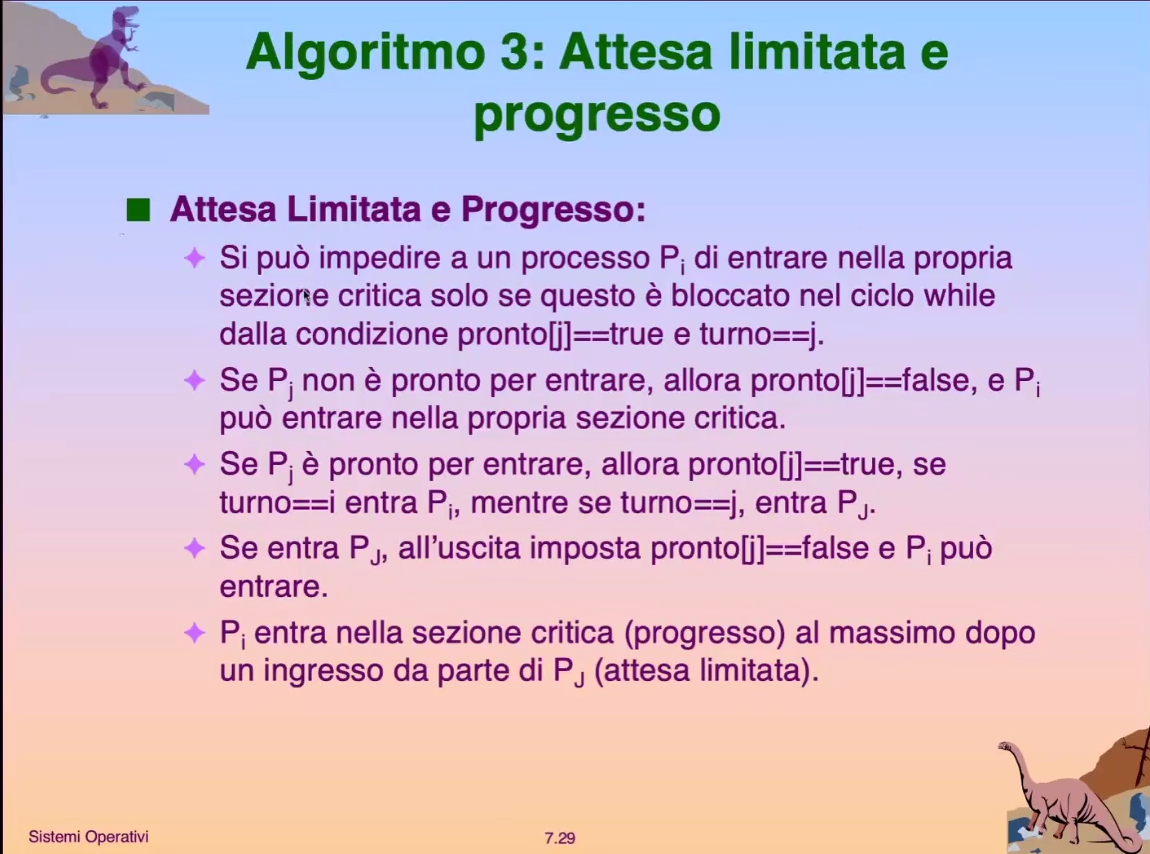 Algoritmo 3: Attesa limitata e
progresso
Attesa Limitata e Progresso:
Si può impedire a un processo Pi di entrare nella propria
sezione critica solo se questo è bloccato nel ciclo while
dalla condizione pronto[j]==true e turno==j.
Se Pj non è pronto per entrare, allora pronto[j]==false, e Pi
può entrare nella propria sezione critica.
Se Pj è pronto per entrare, allora pronto[j]==true, se
turno==i entra Pi, mentre se turno==j, entra PJ.
Se entra PJ, all’uscita imposta pronto[j]==false e Pi può
entrare.
Pi entra nella sezione critica (progresso) al massimo dopo
un ingresso da parte di PJ (attesa limitata).
Sistemi Operativi
7.29